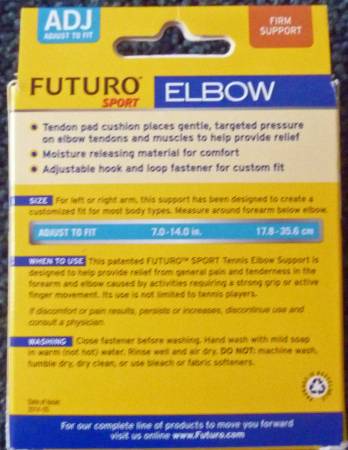 ADJ
ADJUST TO FIT
FIRM
SUPPORT
FUTURO™
SPORT
ELBOW
• Tendon pad cushion places gentle, targeted pressure
on elbow tendons and muscles to help provide relief
• Moisture releasing material for comfort
• Adjustable hook and loop fastener for custom fit
SIZE For left or right arm, this support has been designed to create a
customized fit for most body types. Measure around forearm below elbow.
ADJUST TO FIT 7.0-14.0 in. 17.8-35.6 cm
WHEN TO USE This patented FUTURO™ SPORT Tennis Elbow Support is
designed to help provide relief from general pain and tenderness in the
forearm and elbow caused by activities requiring a strong grip or active
finger movement. Its use is not limited to tennis players.
If discomfort or pain results, persists or increases, discontinue use and
consult a physician.
WASHING Close fastener before washing. Hand wash with mild soap
in warm (not hot) water. Rinse well and air dry. DO NOT: machine wash,
tumble dry, dry clean, or use bleach or fabric softeners.
Date of Issue:
For our complete line of products to move you forward
visit us online www.Futuro.com